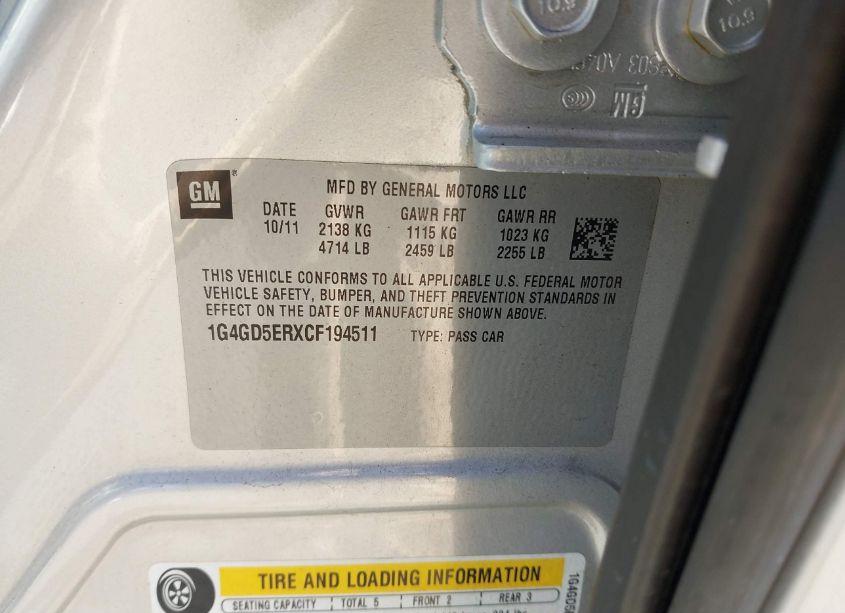 10.9
10.9
GM
GM
MFD BY GENERAL MOTORS LLC
DATE GVWR GAWR FRT GAWR RR
10/11 2138 KG 1115 KG 1023 KG
4714 LB 2459 LB 2255 LB
THIS VEHICLE CONFORMS TO ALL APPLICABLE U.S. FEDERAL MOTOR
VEHICLE SAFETY, BUMPER, AND THEFT PREVENTION STANDARDS IN
EFFECT ON THE DATE OF MANUFACTURE SHOWN ABOVE.
1G4GD5ERXCF194511 TYPE: PASS CAR
TIRE AND LOADING INFORMATION
SEATING CAPACITY TOTAL 5 FRONT 2 REAR 3